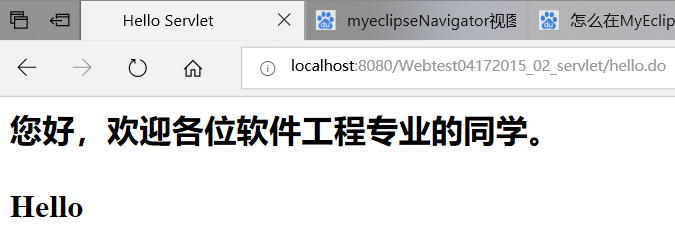 Hello Servlet
myeclipseNavigator视图
怎么在MyEclip
localhost:8080/Webtest04172015_02_servlet/hello.do
您好，欢迎各位软件工程专业的同学。
Hello